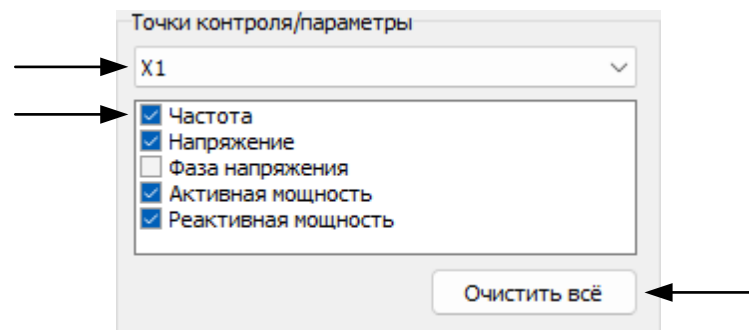 Точки контроля/параметры
X1
Частота
Напряжение
Фаза напряжения
Активная мощность
Реактивная мощность
Очистить всё